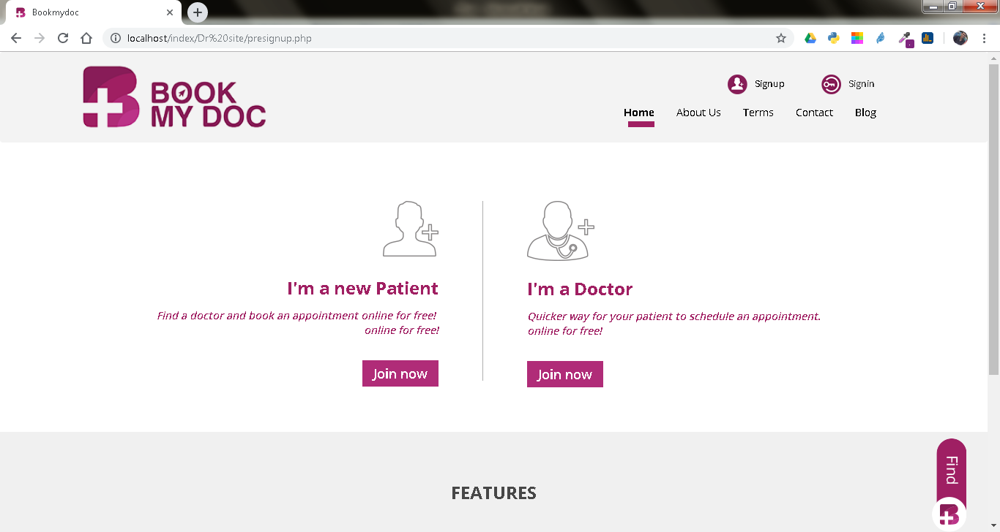 Bookmydoc
localhost/index/Dr%20site/presignup.php
BOOK
MY DOC
Signup
Signin
Home About Us Terms Contact Blog
I'm a new Patient
Find a doctor and book an appointment online for free!
online for free!
Join now
I'm a Doctor
Quicker way for your patient to schedule an appointment.
online for free!
Join now
FEATURES
Find